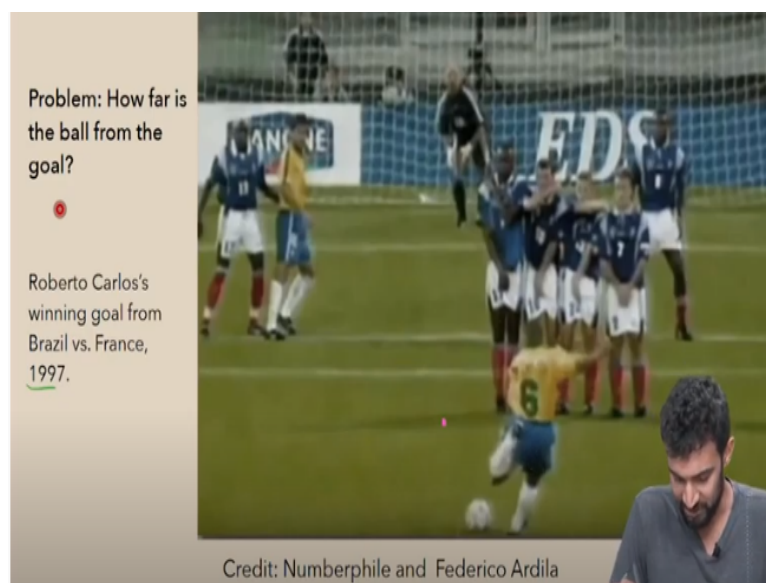 Problem: How far is
the ball from the
goal?
Roberto Carlos's
winning goal from
Brazil vs. France,
1997.
EDS
6
7
Credit: Numberphile and Federico Ardila